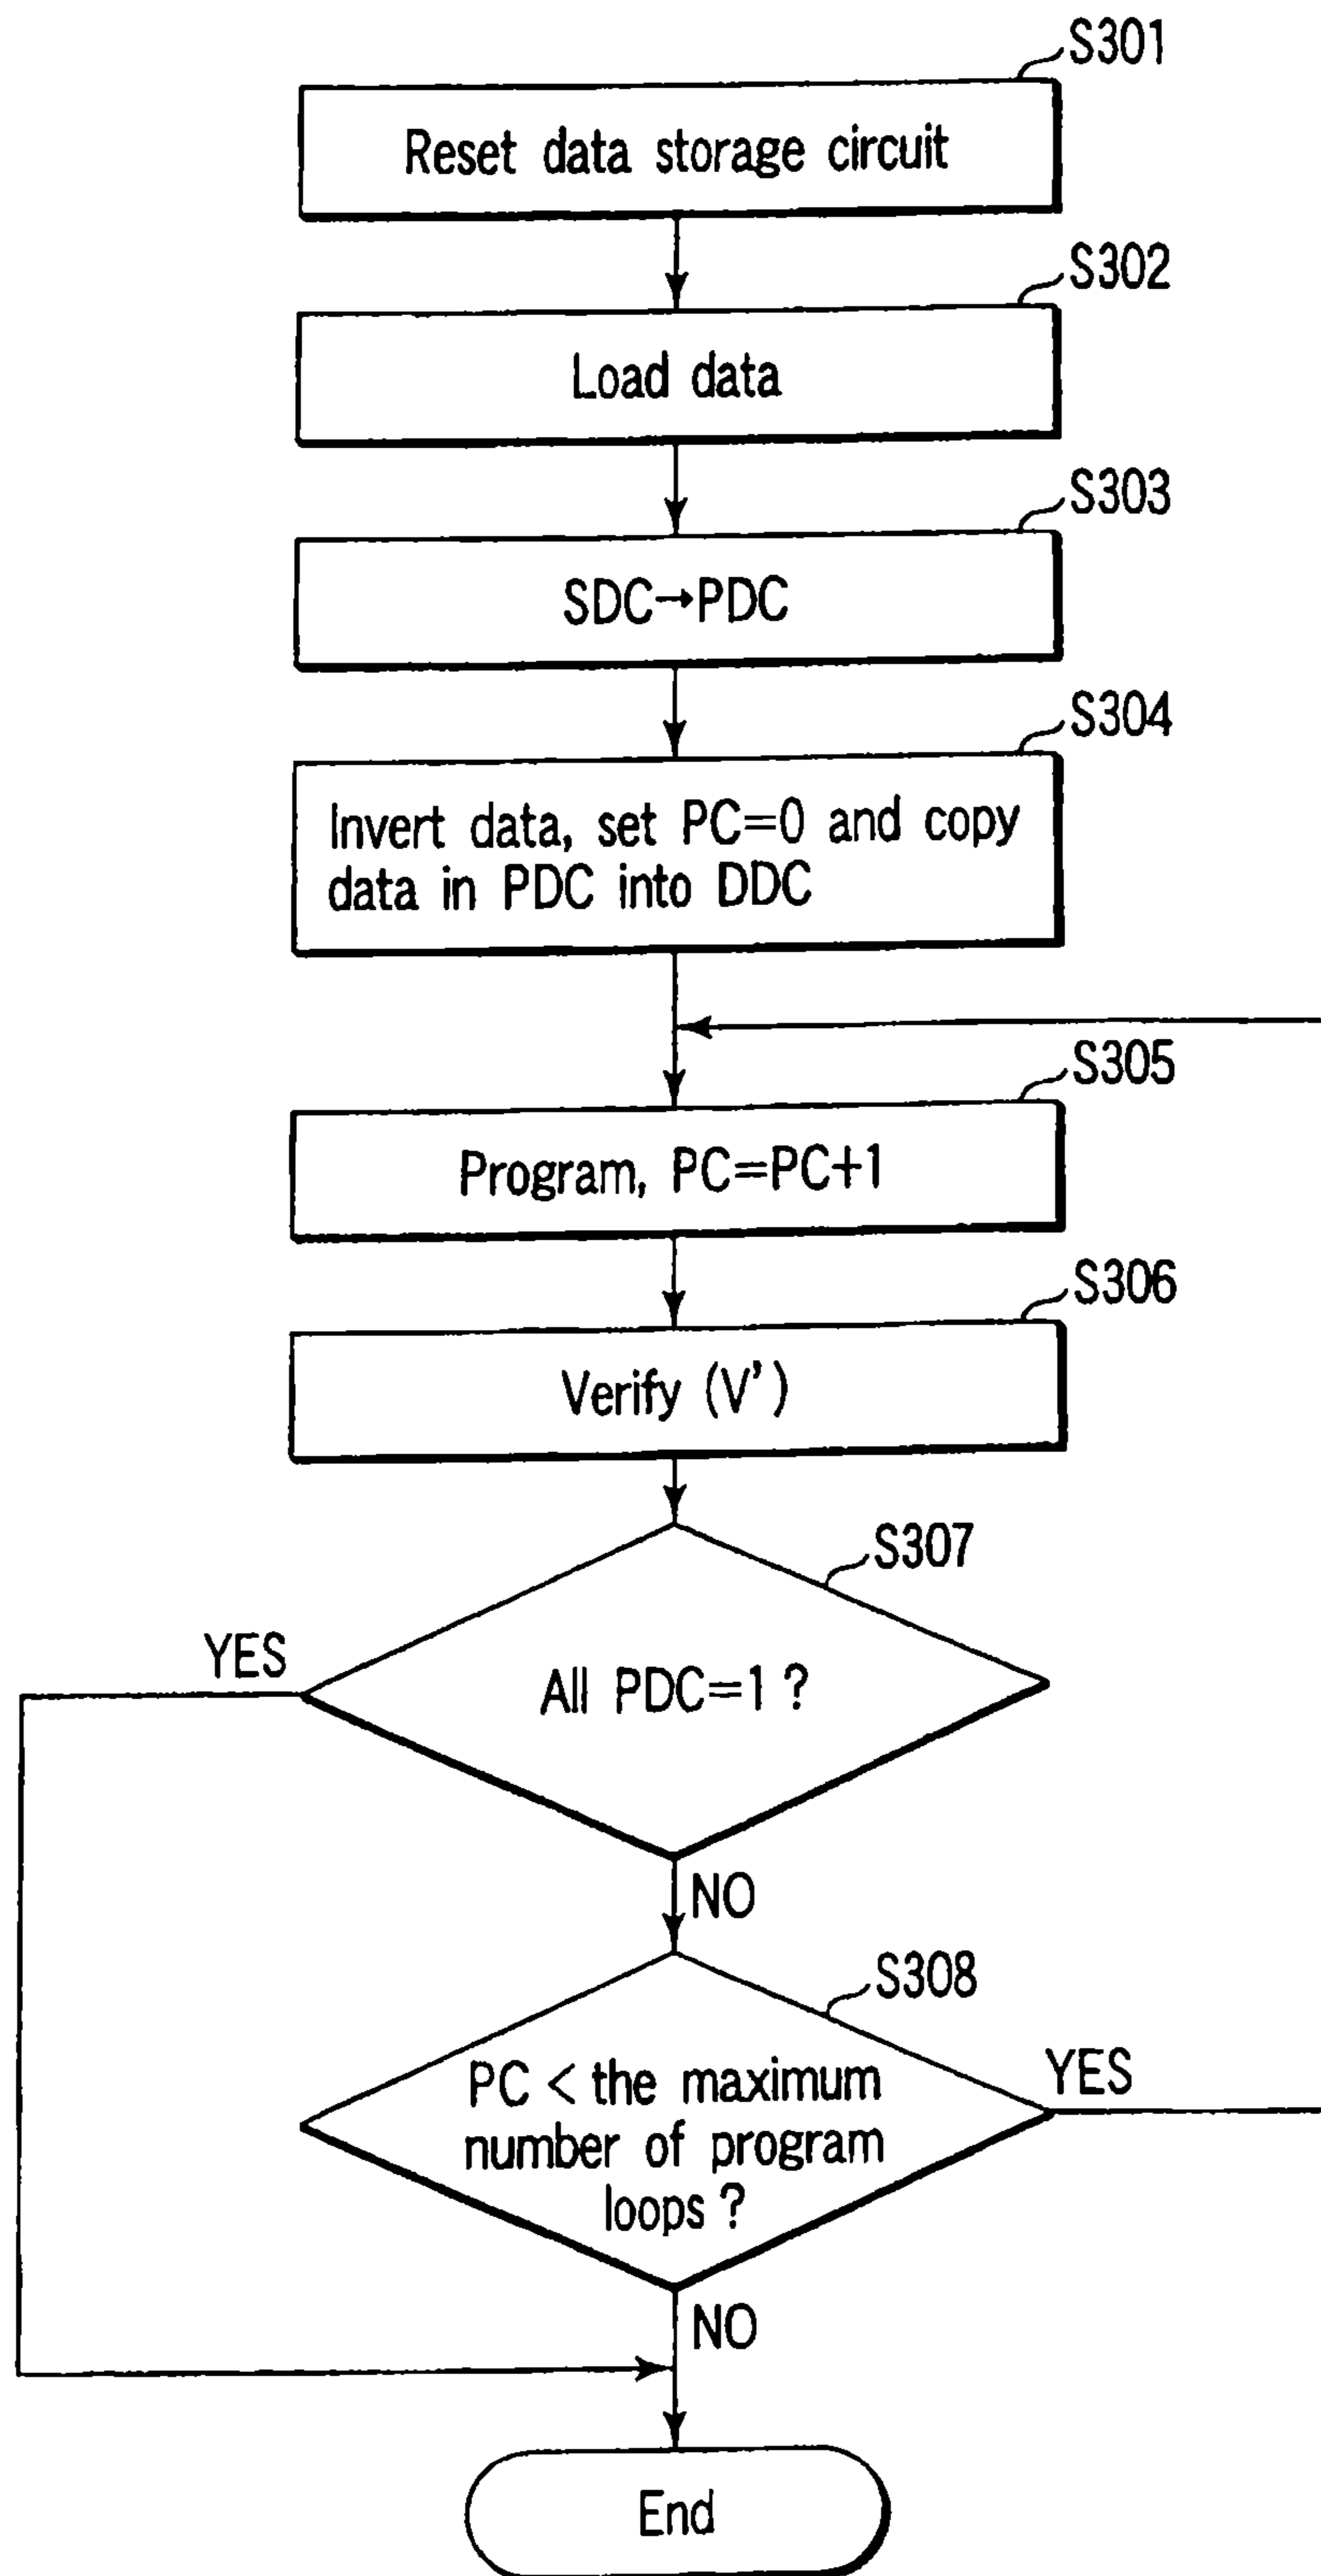 S301
Reset data storage circuit
S302
Load data
S303
SDC→PDC
S304
Invert data, set PC=0 and copy
data in PDC into DDC
S305
Program, PC=PC+1
S306
Verify (V')
S307
YES
All PDC=1 ?
NO
S308
PC < the maximum
YES
number of program
loops ?
NO
End